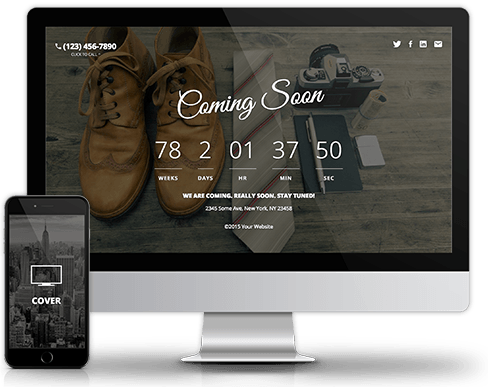 (123) 456-7890
CLICK TO CALL
Coming Soon
78 2 01 37 50
WEEKS DAYS HR MIN SEC
WE ARE COMING, REALLY SOON. STAY TUNED!
2345 Some Ave, New York, NY 23458
©2015 Your Website
COVER